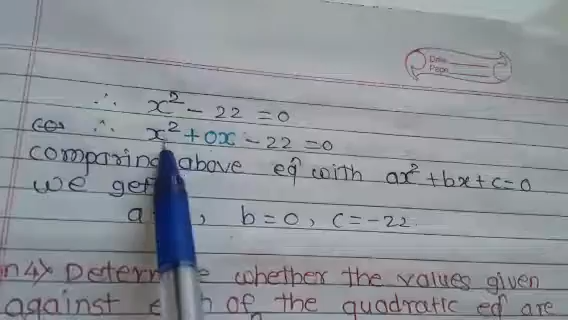 Date
Page
∴ x² - 22 = 0
∴ x² + 0x - 22 = 0
comparing above eq with ax² + bx + c = 0
we get
a , b = 0, c = -22.
n 4) Determ e whether the values given
against e h of the quadratic eq are